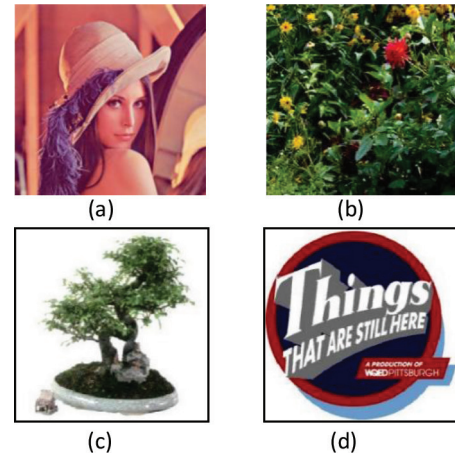 (a)
(b)
(c)
(d)
Things
THAT ARE STILL HERE
A PRODUCTION OF
WQED PITTSBURGH